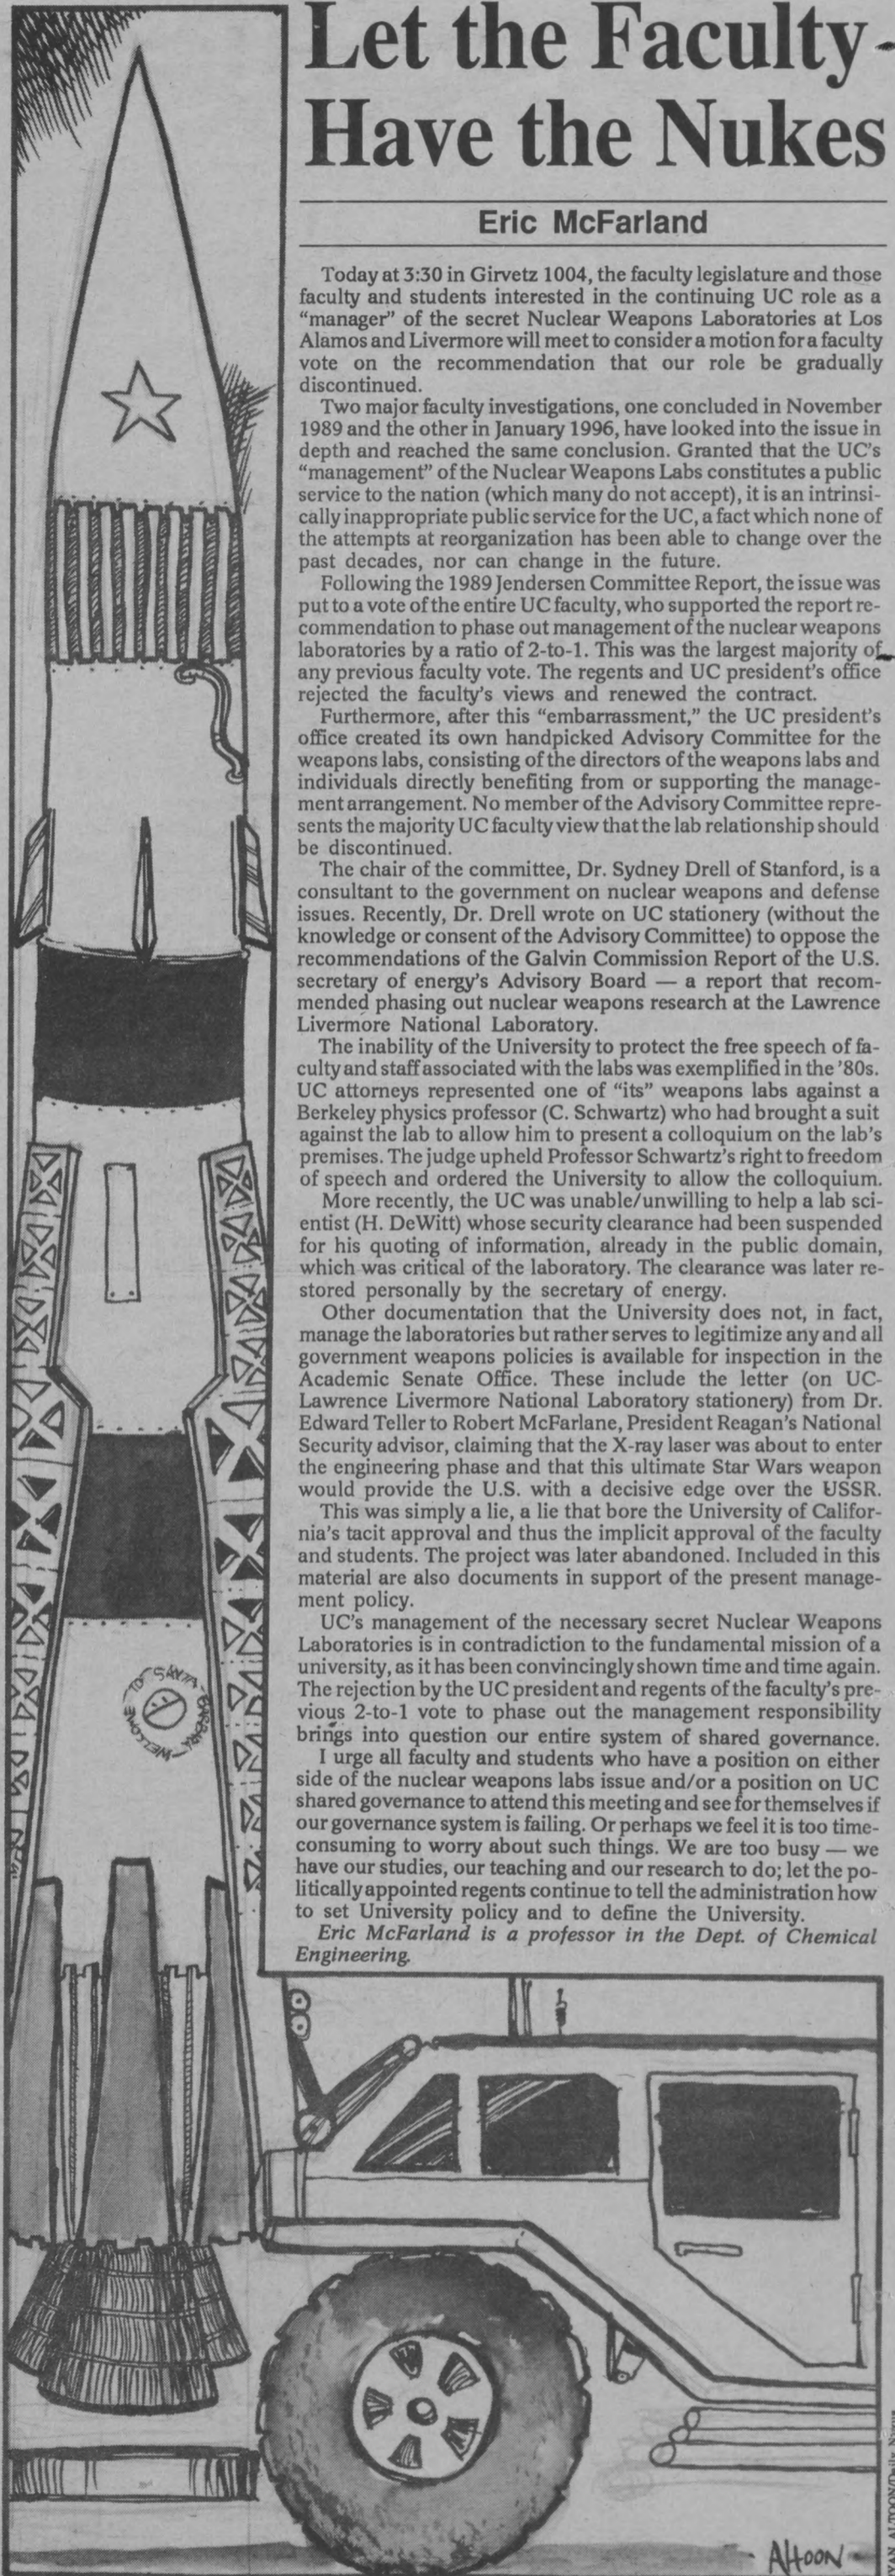 Let the Faculty
Have the Nukes
Eric McFarland
Today at 3:30 in Girvetz 1004, the faculty legislature and those
faculty and students interested in the continuing UC role as a
“manager” of the secret Nuclear Weapons Laboratories at Los
Alamos and Livermore will meet to consider a motion for a faculty
vote on the recommendation that our role be gradually
discontinued.
Two major faculty investigations, one concluded in November
1989 and the other in January 1996, have looked into the issue in
depth and reached the same conclusion. Granted that the UC's
“management” of the Nuclear Weapons Labs constitutes a public
service to the nation (which many do not accept), it is an intrinsi-
cally inappropriate public service for the UC, a fact which none of
the attempts at reorganization has been able to change over the
past decades, nor can change in the future.
Following the 1989 Jendersen Committee Report, the issue was
put to a vote of the entire UC faculty, who supported the report re-
commendation to phase out management of the nuclear weapons
laboratories by a ratio of 2-to-1. This was the largest majority of
any previous faculty vote. The regents and UC president's office
rejected the faculty's views and renewed the contract.
Furthermore, after this “embarrassment,” the UC president's
office created its own handpicked Advisory Committee for the
weapons labs, consisting of the directors of the weapons labs and
individuals directly benefiting from or supporting the manage-
ment arrangement. No member of the Advisory Committee repre-
sents the majority UC faculty view that the lab relationship should
be discontinued.
The chair of the committee, Dr. Sydney Drell of Stanford, is a
consultant to the government on nuclear weapons and defense
issues. Recently, Dr. Drell wrote on UC stationery (without the
knowledge or consent of the Advisory Committee) to oppose the
recommendations of the Galvin Commission Report of the U.S.
secretary of energy's Advisory Board — a report that recom-
mended phasing out nuclear weapons research at the Lawrence
Livermore National Laboratory.
The inability of the University to protect the free speech of fa-
culty and staff associated with the labs was exemplified in the '80s.
UC attorneys represented one of “its” weapons labs against a
Berkeley physics professor (C. Schwartz) who had brought a suit
against the lab to allow him to present a colloquium on the lab's
premises. The judge upheld Professor Schwartz's right to freedom
of speech and ordered the University to allow the colloquium.
More recently, the UC was unable/unwilling to help a lab sci-
entist (H. DeWitt) whose security clearance had been suspended
for his quoting of information, already in the public domain,
which was critical of the laboratory. The clearance was later re-
stored personally by the secretary of energy.
Other documentation that the University does not, in fact,
manage the laboratories but rather serves to legitimize any and all
government weapons policies is available for inspection in the
Academic Senate Office. These include the letter (on UC-
Lawrence Livermore National Laboratory stationery) from Dr.
Edward Teller to Robert McFarlane, President Reagan's National
Security advisor, claiming that the X-ray laser was about to enter
the engineering phase and that this ultimate Star Wars weapon
would provide the U.S. with a decisive edge over the USSR.
This was simply a lie, a lie that bore the University of Califor-
nia's tacit approval and thus the implicit approval of the faculty
and students. The project was later abandoned. Included in this
material are also documents in support of the present manage-
ment policy.
UC's management of the necessary secret Nuclear Weapons
Laboratories is in contradiction to the fundamental mission of a
university, as it has been convincingly shown time and time again.
The rejection by the UC president and regents of the faculty's pre-
vious 2-to-1 vote to phase out the management responsibility
brings into question our entire system of shared governance.
I urge all faculty and students who have a position on either
side of the nuclear weapons labs issue and/or a position on UC
shared governance to attend this meeting and see for themselves if
our governance system is failing. Or perhaps we feel it is too time-
consuming to worry about such things. We are too busy — we
have our studies, our teaching and our research to do; let the po-
litically appointed regents continue to tell the administration how
to set University policy and to define the University.
Eric McFarland is a professor in the Dept. of Chemical
Engineering.
WELCOME TO SANTA BARBARA
ALTOON